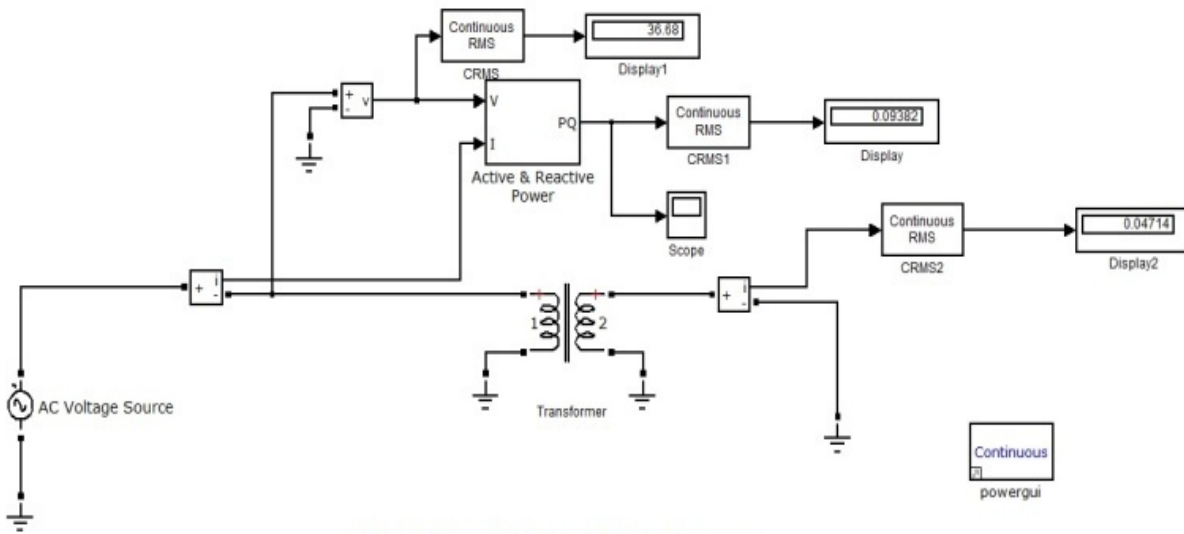 Continuous
RMS
CRMS
36.68
Display1
+
-
v
V
I
PQ
Active & Reactive
Power
Continuous
RMS
CRMS1
0.09382
Display
Scope
Continuous
RMS
CRMS2
0.04714
Display2
+
i
-
1
2
+
i
-
Transformer
AC Voltage Source
Continuous
powergui